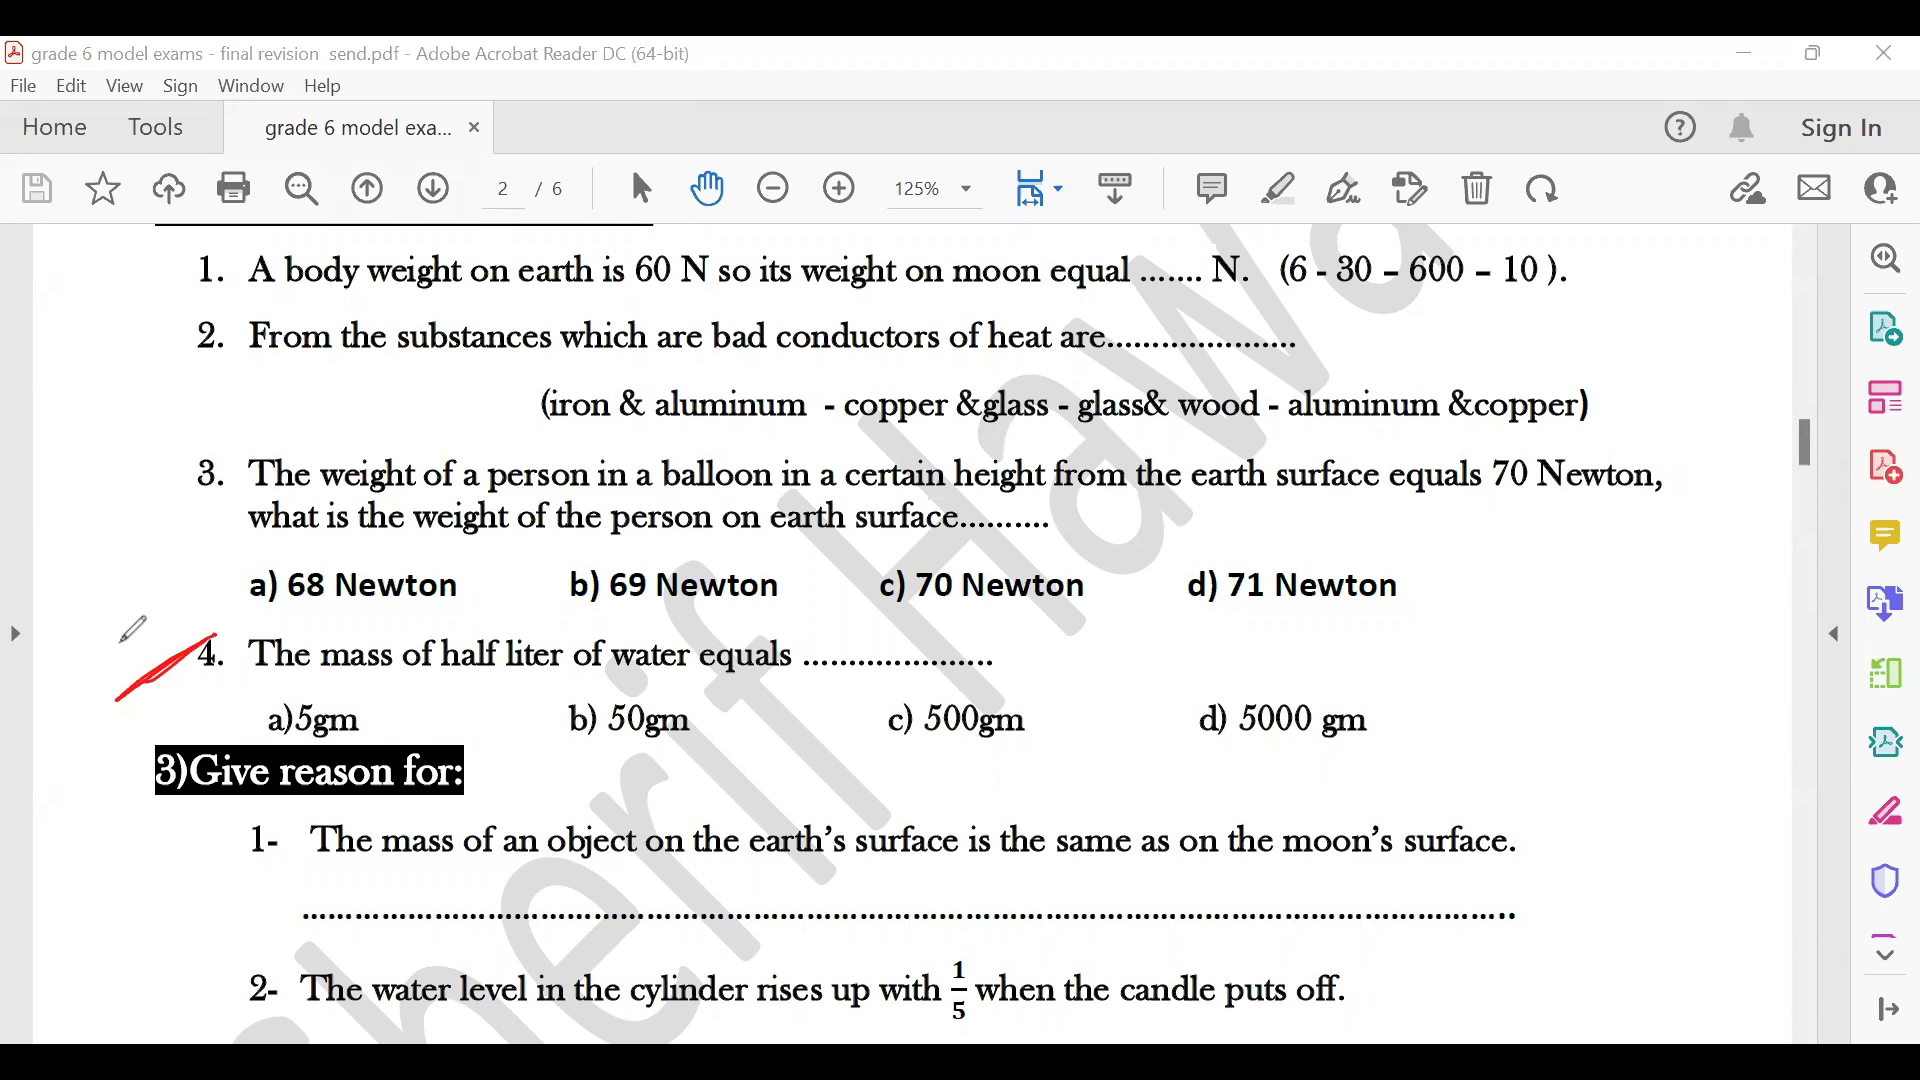 grade 6 model exams - final revision  send.pdf - Adobe Acrobat Reader DC (64-bit)
File Edit View Sign Window Help
Home Tools grade 6 model exa... × Sign In
2 / 6 125%
1. A body weight on earth is 60 N so its weight on moon equal ....... N. (6 - 30 – 600 – 10 ).
2. From the substances which are bad conductors of heat are.....................
(iron & aluminum - copper &glass - glass& wood - aluminum &copper)
3. The weight of a person in a balloon in a certain height from the earth surface equals 70 Newton,
what is the weight of the person on earth surface..........
a) 68 Newton b) 69 Newton c) 70 Newton d) 71 Newton
4. The mass of half liter of water equals .....................
a)5gm b) 50gm c) 500gm d) 5000 gm
3)Give reason for:
1- The mass of an object on the earth’s surface is the same as on the moon’s surface.
................................................................................
2- The water level in the cylinder rises up with 1/5 when the candle puts off.
sherif Hawa